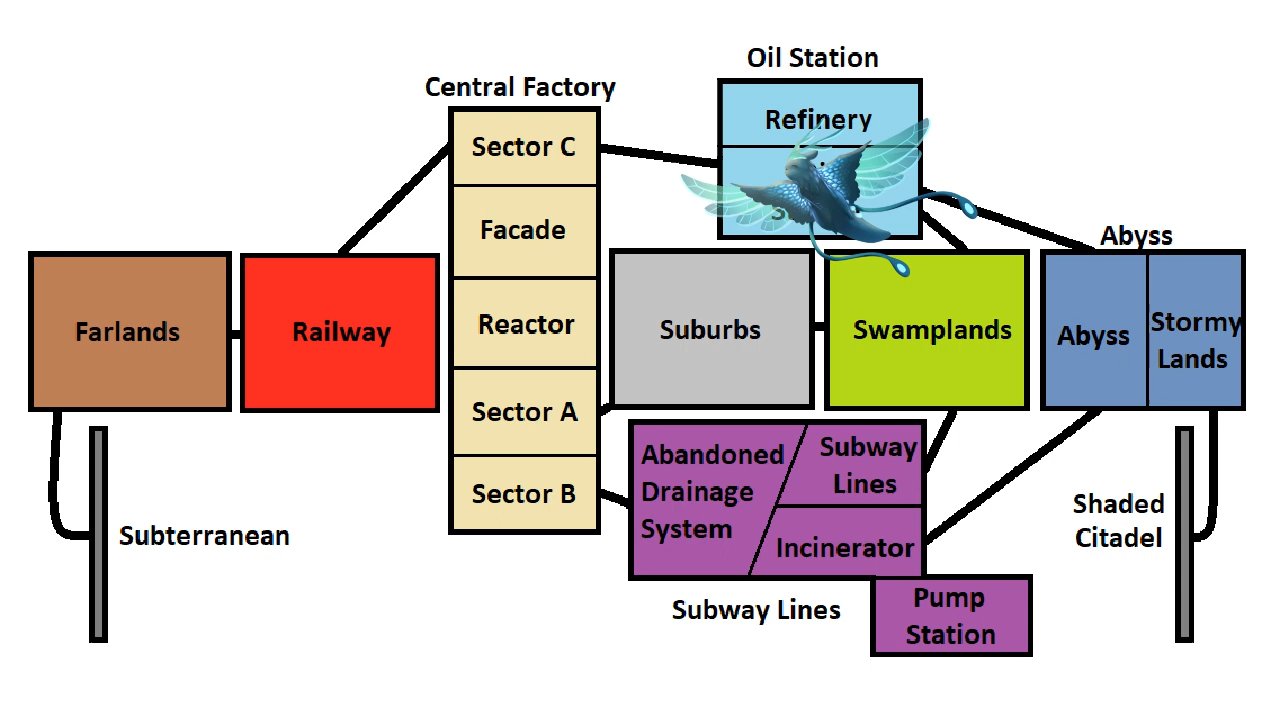 Oil Station
Central Factory
Refinery
Sector C
Facade
Abyss
Farlands
Railway
Reactor
Suburbs
Swamplands
Abyss
Stormy
Lands
Sector A
Sector B
Abandoned
Drainage
System
Subway
Lines
Incinerator
Shaded
Citadel
Subterranean
Subway Lines
Pump
Station